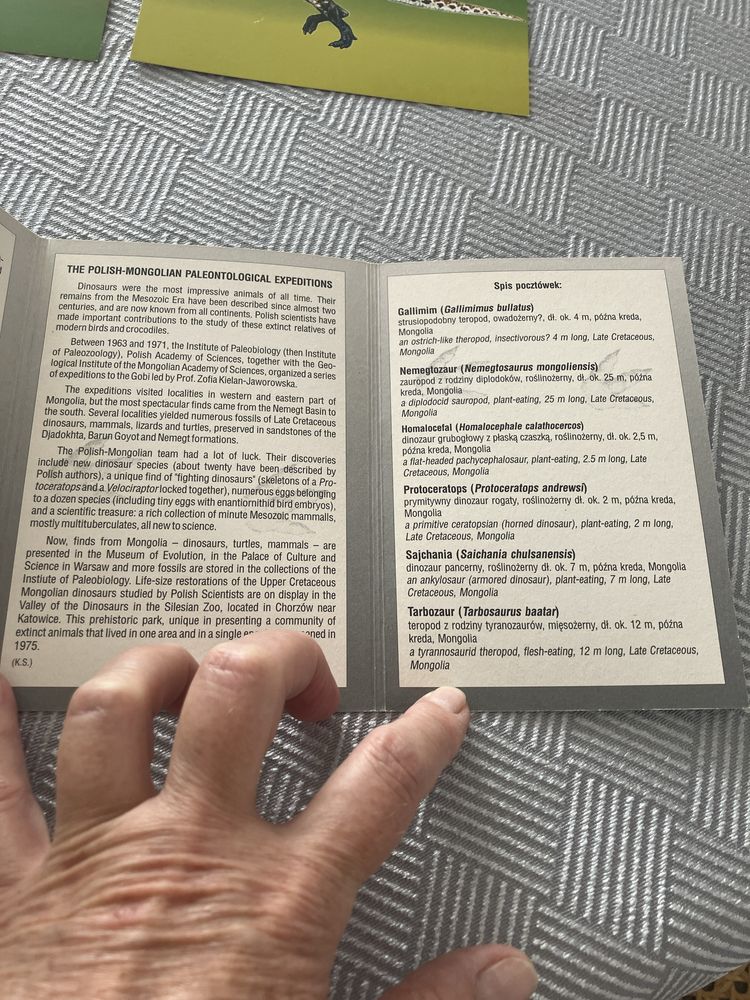 THE POLISH-MONGOLIAN PALEONTOLOGICAL EXPEDITIONS
Dinosaurs were the most impressive animals of all time. Their
remains from the Mesozoic Era have been described since almost two
centuries, and are now known from all continents. Polish scientists have
made important contributions to the study of these extinct relatives of
modern birds and crocodiles.
Between 1963 and 1971, the Institute of Paleobiology (then Institute
of Paleozoology), Polish Academy of Sciences, together with the Geo-
logical Institute of the Mongolian Academy of Sciences, organized a series
of expeditions to the Gobi led by Prof. Zofia Kielan-Jaworowska.
The expeditions visited localities in western and eastern part of
Mongolia, but the most spectacular finds came from the Nemegt Basin to
the south. Several localities yielded numerous fossils of Late Cretaceous
dinosaurs, mammals, lizards and turtles, preserved in sandstones of the
Djadokhta, Barun Goyot and Nemegt formations.
The Polish-Mongolian team had a lot of luck. Their discoveries
include new dinosaur species (about twenty have been described by
Polish authors), a unique find of "fighting dinosaurs" (skeletons of a Pro-
toceratops and a Velociraptor locked together), numerous eggs belonging
to a dozen species (including tiny eggs with enantiornithid bird embryos),
and a scientific treasure: a rich collection of minute Mesozoic mammals,
mostly multituberculates, all new to science.
Now, finds from Mongolia – dinosaurs, turtles, mammals – are
presented in the Museum of Evolution, in the Palace of Culture and
Science in Warsaw and more fossils are stored in the collections of the
Instiute of Paleobiology. Life-size restorations of the Upper Cretaceous
Mongolian dinosaurs studied by Polish Scientists are on display in the
Valley of the Dinosaurs in the Silesian Zoo, located in Chorzów near
Katowice. This prehistoric park, unique in presenting a community of
extinct animals that lived in one area and in a single in
1975.
(K.S.)
Spis pocztówek:
Gallimim (Gallimimus bullatus)
strusiopodobny teropod, owadożerny?, dł. ok. 4 m, późna kreda,
Mongolia
an ostrich-like theropod, insectivorous? 4 m long, Late Cretaceous,
Mongolia
Nemegtozaur (Nemegtosaurus mongoliensis)
zauropod z rodziny diplodoków, roślinożerny, dł. ok. 25 m, późna
kreda, Mongolia
a diplodocid sauropod, plant-eating, 25 m long, Late Cretaceous,
Mongolia
Homalocefal (Homalocephale calathocercos)
dinozaur grubogłowy z płaską czaszką, roślinożerny, dł. ok. 2,5 m,
późna kreda, Mongolia
a flat-headed pachycephalosaur, plant-eating, 2.5 m long, Late
Cretaceous, Mongolia
Protoceratops (Protoceratops andrewsi)
prymitywny dinozaur rogaty, roślinożerny dł. ok. 2 m, późna kreda,
Mongolia
a primitive ceratopsian (horned dinosaur), plant-eating, 2 m long,
Late Cretaceous, Mongolia
Sajchania (Saichania chulsanensis)
dinozaur pancerny, roślinożerny dł. ok. 7 m, późna kreda, Mongolia
an ankylosaur (armored dinosaur), plant-eating, 7 m long, Late
Cretaceous, Mongolia
Tarbozaur (Tarbosaurus baatar)
teropod z rodziny tyranozaurów, mięsożerny, dł. ok. 12 m, późna
kreda, Mongolia
a tyrannosaurid theropod, flesh-eating, 12 m long, Late Cretaceous,
Mongolia